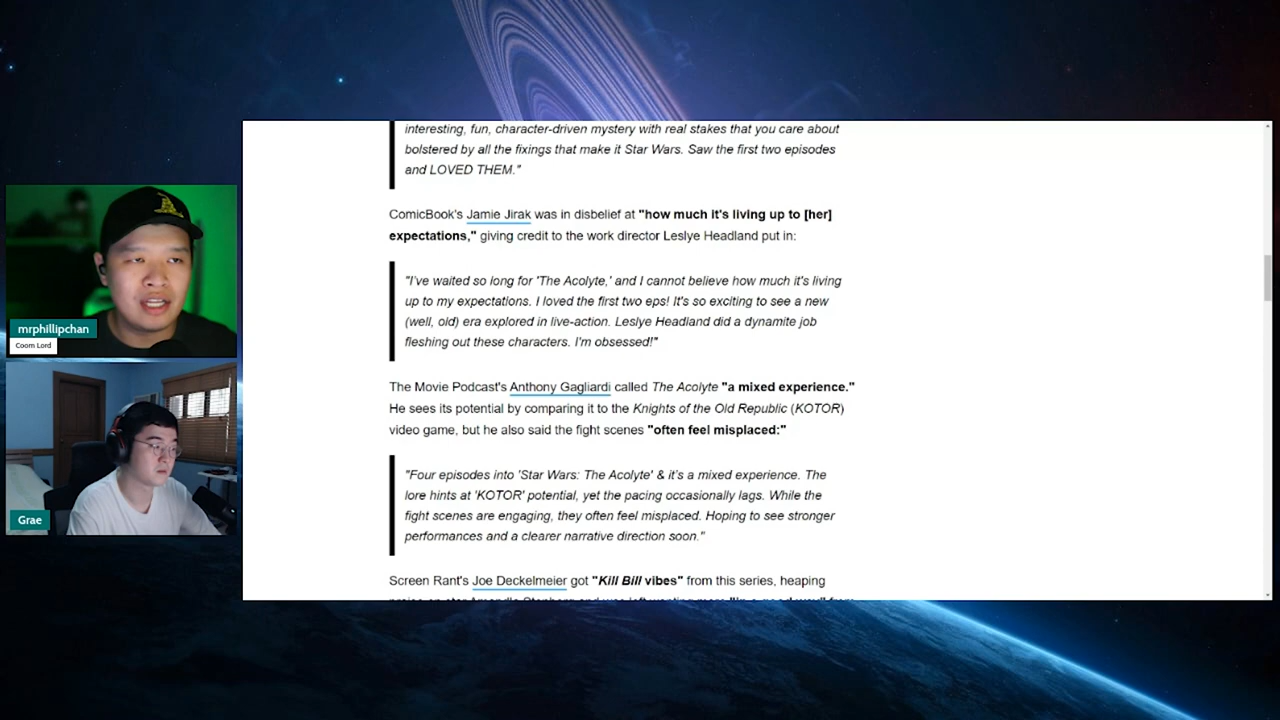 interesting, fun, character-driven mystery with real stakes that you care about
bolstered by all the fixings that make it Star Wars. Saw the first two episodes
and LOVED THEM."
ComicBook's Jamie Jirak was in disbelief at "how much it's living up to [her]
expectations," giving credit to the work director Leslye Headland put in:
"I've waited so long for 'The Acolyte,' and I cannot believe how much it's living
up to my expectations. I loved the first two eps! It's so exciting to see a new
(well, old) era explored in live-action. Leslye Headland did a dynamite job
fleshing out these characters. I'm obsessed!"
The Movie Podcast's Anthony Gagliardi called The Acolyte "a mixed experience."
He sees its potential by comparing it to the Knights of the Old Republic (KOTOR)
video game, but he also said the fight scenes "often feel misplaced:"
"Four episodes into 'Star Wars: The Acolyte' & it's a mixed experience. The
lore hints at 'KOTOR' potential, yet the pacing occasionally lags. While the
fight scenes are engaging, they often feel misplaced. Hoping to see stronger
performances and a clearer narrative direction soon."
Screen Rant's Joe Deckelmeier got "Kill Bill vibes" from this series, heaping
mrphillipchan
Coom Lord
Grae